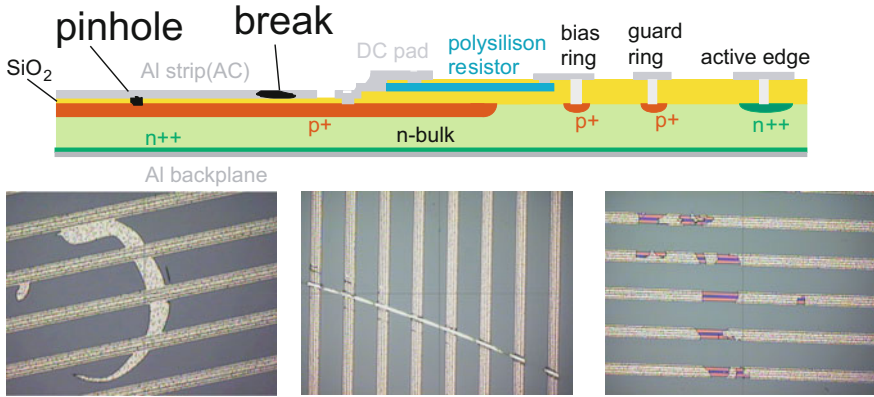 pinhole
break
DC pad
polysilison
resistor
bias
ring
guard
ring
active edge
SiO2
Al strip(AC)
p+
p+
p+
n++
n++
n-bulk
Al backplane